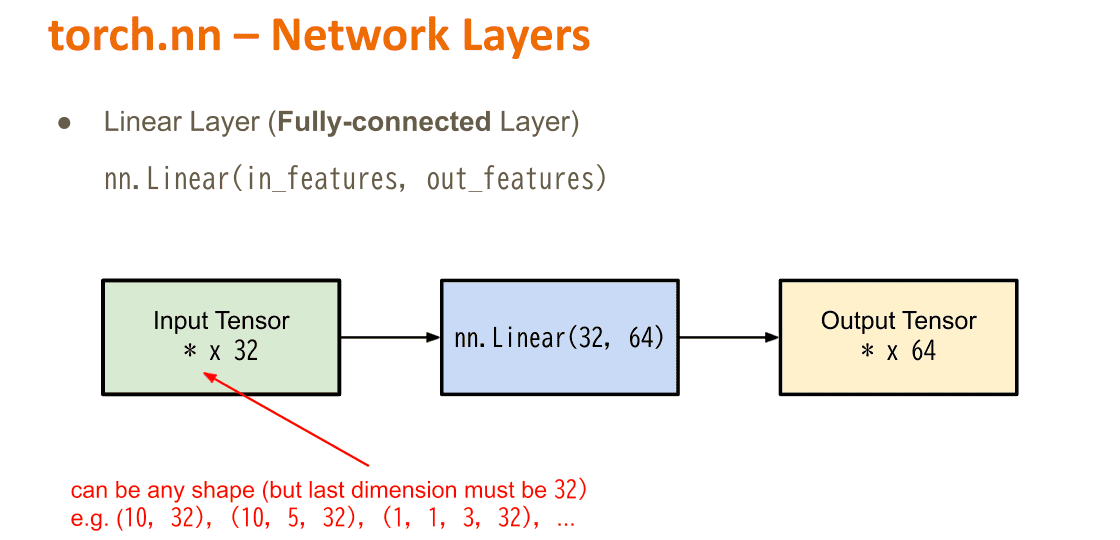 torch.nn – Network Layers
● Linear Layer (Fully-connected Layer)
nn.Linear(in_features, out_features)
Input Tensor
* x 32
nn.Linear(32, 64)
Output Tensor
* x 64
can be any shape (but last dimension must be 32)
e.g. (10, 32), (10, 5, 32), (1, 1, 3, 32), ...